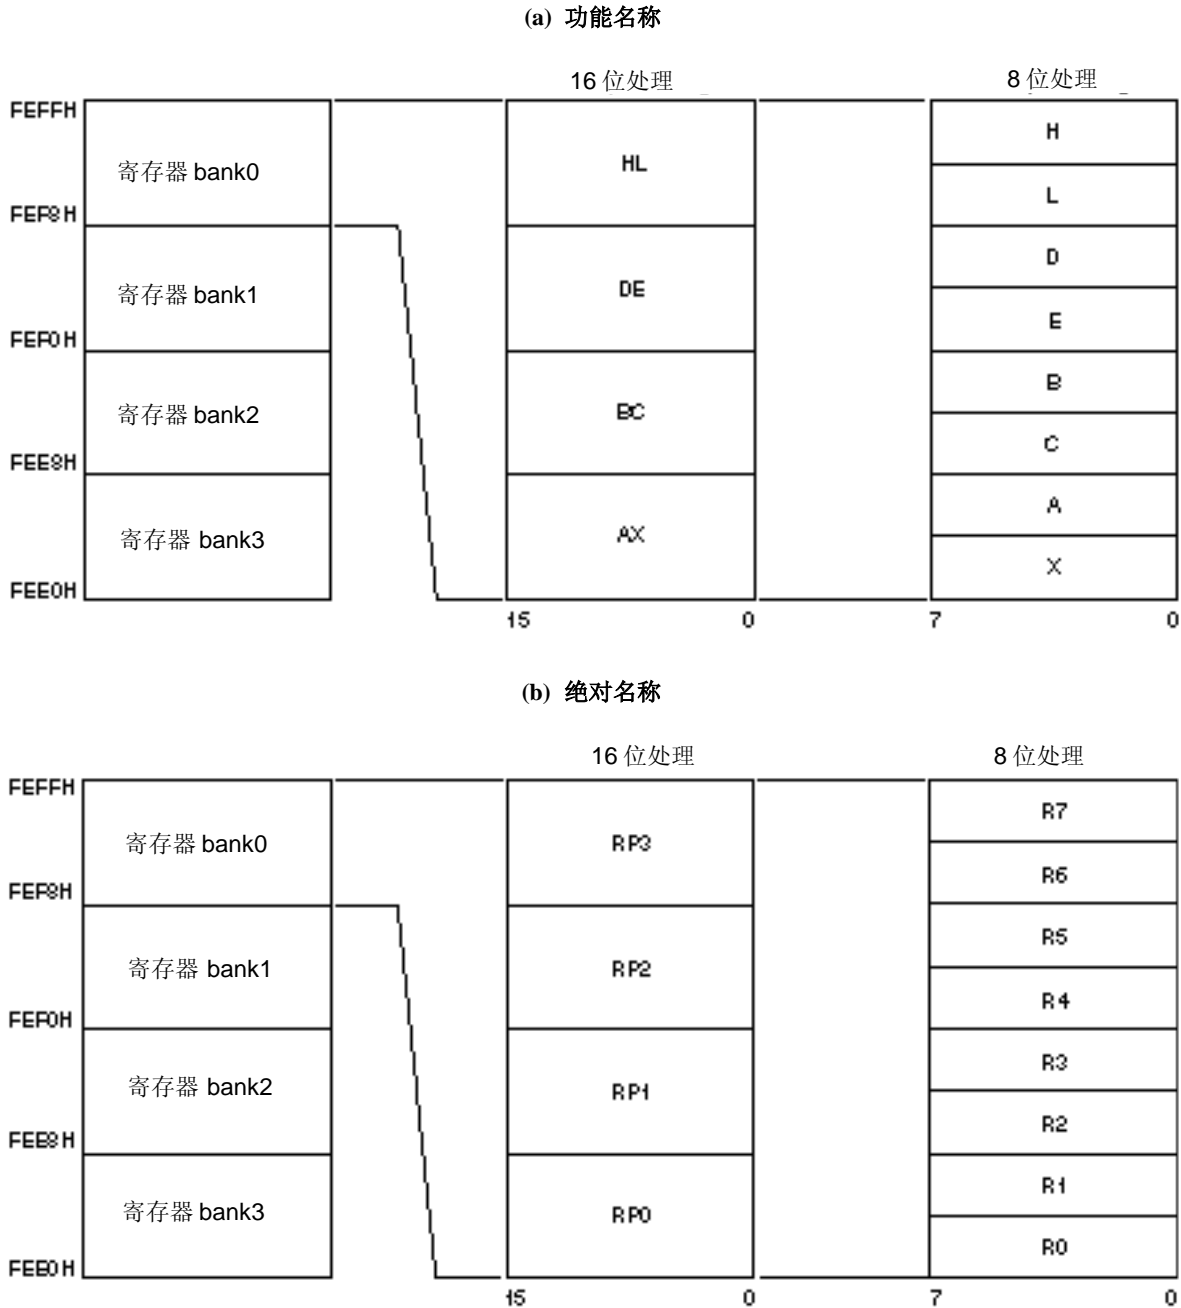 (a) 功能名称
16 位处理
8 位处理
FEFFH
寄存器 bank0
HL
H
L
FEF8H
寄存器 bank1
DE
D
E
FEF0H
寄存器 bank2
BC
B
C
FEE8H
寄存器 bank3
AX
A
X
FEE0H
15
0
7
0
(b) 绝对名称
16 位处理
8 位处理
FEFFH
寄存器 bank0
RP3
R7
R6
FEF8H
寄存器 bank1
RP2
R5
R4
FEF0H
寄存器 bank2
RP1
R3
R2
FEE8H
寄存器 bank3
RP0
R1
R0
FEE0H
15
0
7
0